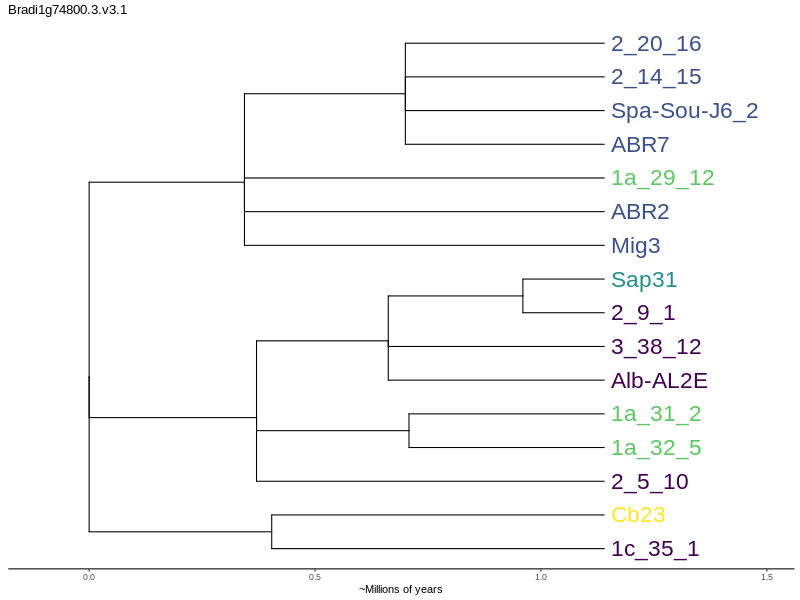 Bradi1g74800.3.v3.1
2_20_16
2_14_15
Spa-Sou-J6_2
ABR7
1a_29_12
ABR2
Mig3
Sap31
2_9_1
3_38_12
Alb-AL2E
1a_31_2
1a_32_5
2_5_10
Cb23
1c_35_1
0.0 0.5 1.0 1.5
~Millions of years